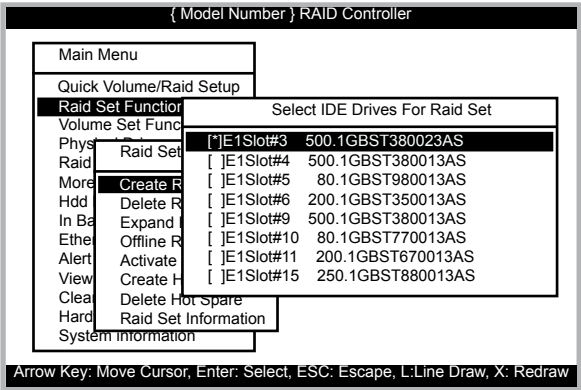 { Model Number } RAID Controller
Main Menu
Quick Volume/Raid Setup
Raid Set Function
Volume Set Func
Phys
Raid
More
Hdd
In Ba
Ether
Alert
View
Clear
Hard
System information
Raid Set
Create R
Delete R
Expand
Offline R
Activate
Create H
Delete Hot Spare
Raid Set Information
Select IDE Drives For Raid Set
[*]E1Slot#3 500.1GBST380023AS
[ ]E1Slot#4 500.1GBST380013AS
[ ]E1Slot#5 80.1GBST980013AS
[ ]E1Slot#6 200.1GBST350013AS
[ ]E1Slot#9 500.1GBST380013AS
[ ]E1Slot#10 80.1GBST770013AS
[ ]E1Slot#11 200.1GBST670013AS
[ ]E1Slot#15 250.1GBST880013AS
Arrow Key: Move Cursor, Enter: Select, ESC: Escape, L:Line Draw, X: Redraw